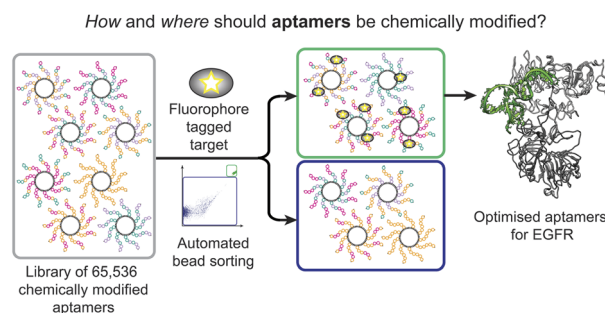 How and where should aptamers be chemically modified?
Fluorophore
tagged
target
Automated
bead sorting
Library of 65,536
chemically modified
aptamers
Optimised aptamers
for EGFR